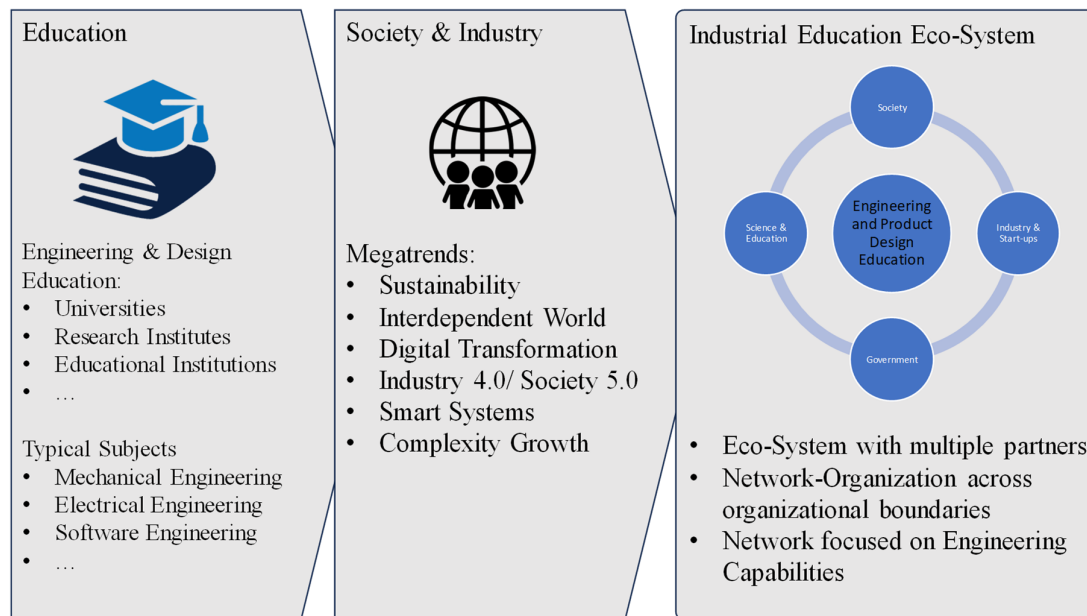 Education
Engineering & Design
Education:
• Universities
• Research Institutes
• Educational Institutions
• …
Typical Subjects
• Mechanical Engineering
• Electrical Engineering
• Software Engineering
• …
Society & Industry
Megatrends:
• Sustainability
• Interdependent World
• Digital Transformation
• Industry 4.0/ Society 5.0
• Smart Systems
• Complexity Growth
Industrial Education Eco-System
Society
Science &
Education
Engineering
and Product
Design
Education
Industry &
Start-ups
Government
• Eco-System with multiple partners
• Network-Organization across
organizational boundaries
• Network focused on Engineering
Capabilities